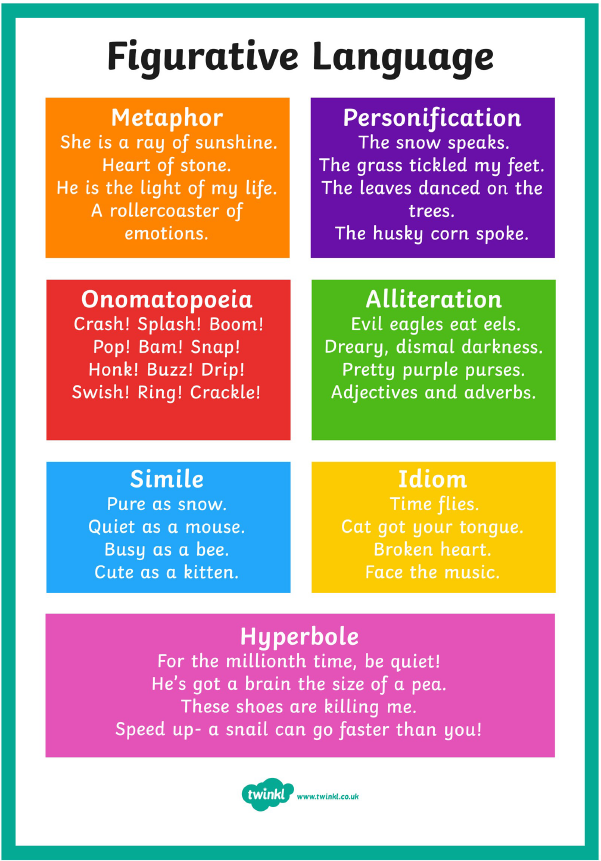 Figurative Language
Metaphor
She is a ray of sunshine.
Heart of stone.
He is the light of my life.
A rollercoaster of
emotions.
Personification
The snow speaks.
The grass tickled my feet.
The leaves danced on the
trees.
The husky corn spoke.
Onomatopoeia
Crash! Splash! Boom!
Pop! Bam! Snap!
Honk! Buzz! Drip!
Swish! Ring! Crackle!
Alliteration
Evil eagles eat eels.
Dreary, dismal darkness.
Pretty purple purses.
Adjectives and adverbs.
Simile
Pure as snow.
Quiet as a mouse.
Busy as a bee.
Cute as a kitten.
Idiom
Time flies.
Cat got your tongue.
Broken heart.
Face the music.
Hyperbole
For the millionth time, be quiet!
He's got a brain the size of a pea.
These shoes are killing me.
Speed up- a snail can go faster than you!
twinkl www.twinkl.co.uk